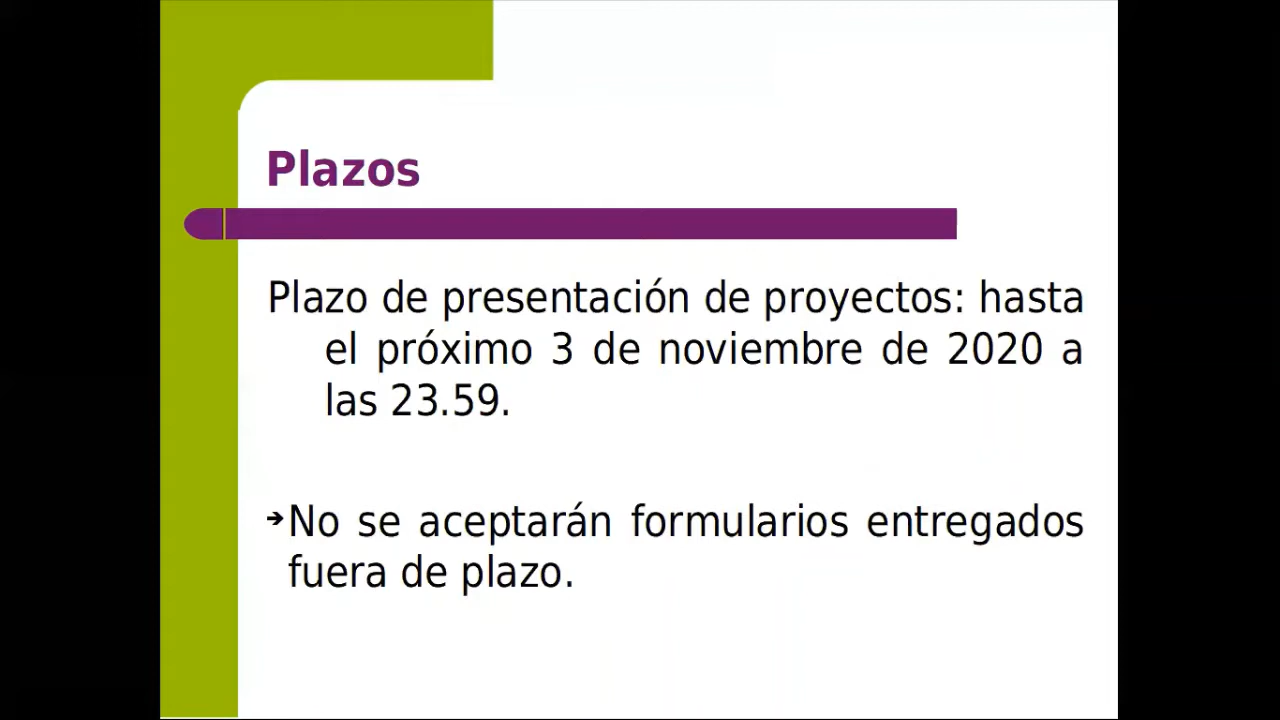 Plazos
Plazo de presentación de proyectos: hasta
el próximo 3 de noviembre de 2020 a
las 23.59.
➔No se aceptarán formularios entregados
fuera de plazo.